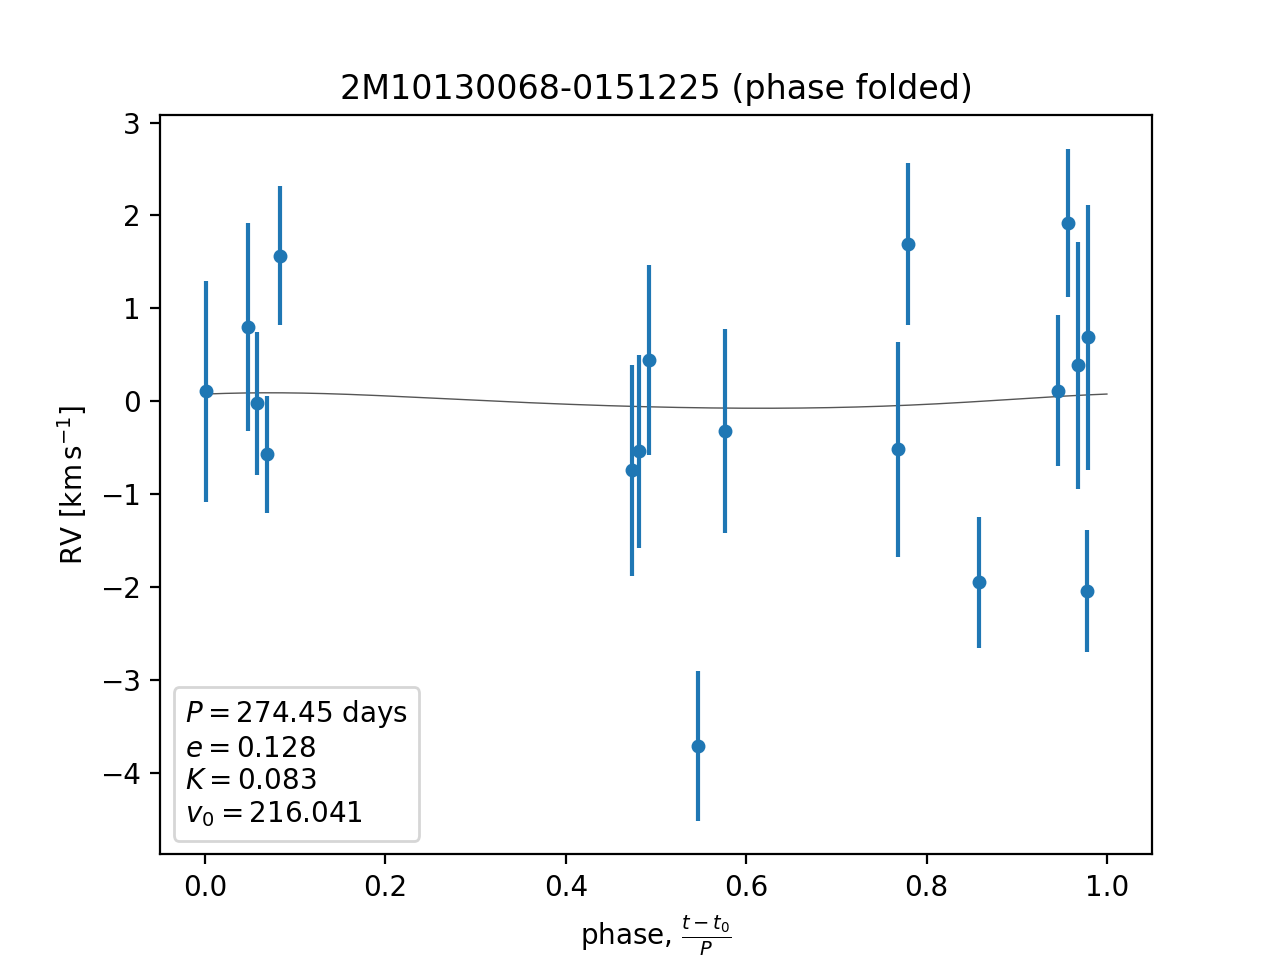 2M10130068-0151225 (phase folded)
3
2
1
0
−1
−2
−3
−4
RV [km s⁻¹]
P = 274.45 days
e = 0.128
K = 0.083
v₀ = 216.041
0.0 0.2 0.4 0.6 0.8 1.0
phase, (t − t₀)/P